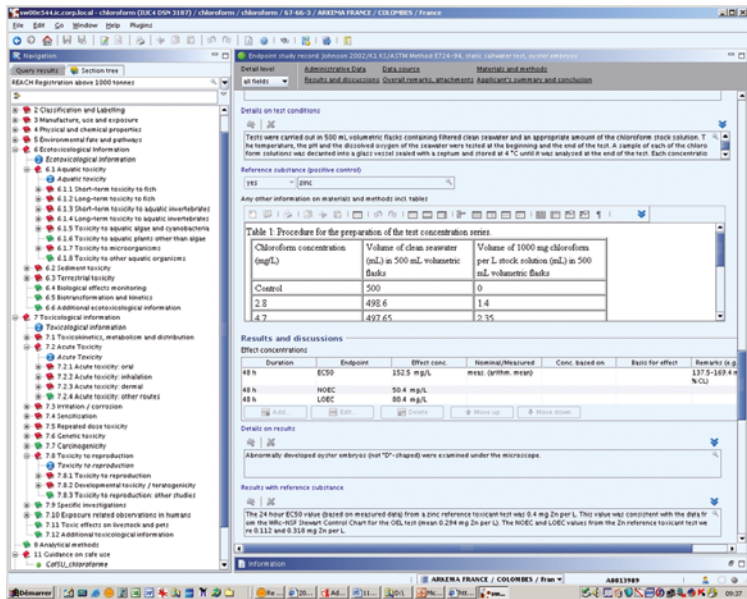 sw00e544.ic.corp.local - chloroform (IUC4 DSN 3187) / chloroform / chloroform / 67-66-3 / ARKEMA FRANCE / COLOMBES / France
File Edit Go Window Help Plugins
Navigation
Query results Section tree
REACH Registration above 1000 tonnes
2 Classification and Labelling
3 Manufacture, use and exposure
4 Physical and chemical properties
5 Environmental fate and pathways
6 Ecotoxicological Information
Ecotoxicological information
6.1 Aquatic toxicity
Aquatic toxicity
6.1.1 Short-term toxicity to fish
6.1.2 Long-term toxicity to fish
6.1.3 Short-term toxicity to aquatic invertebrates
6.1.4 Long-term toxicity to aquatic invertebrates
6.1.5 Toxicity to aquatic algae and cyanobacteria
6.1.6 Toxicity to aquatic plants other than algae
6.1.7 Toxicity to microorganisms
6.1.8 Toxicity to other aquatic organisms
6.2 Sediment toxicity
6.3 Terrestrial toxicity
6.4 Biological effects monitoring
6.5 Biotransformation and kinetics
6.6 Additional ecotoxicological information
7 Toxicological information
Toxicological information
7.1 Toxicokinetics, metabolism and distribution
7.2 Acute Toxicity
Acute Toxicity
7.2.1 Acute toxicity: oral
7.2.2 Acute toxicity: inhalation
7.2.3 Acute toxicity: dermal
7.2.4 Acute toxicity: other routes
7.3 Irritation / corrosion
7.4 Sensitisation
7.5 Repeated dose toxicity
7.6 Genetic toxicity
7.7 Carcinogenicity
7.8 Toxicity to reproduction
Toxicity to reproduction
7.8.1 Toxicity to reproduction
7.8.2 Developmental toxicity / teratogenicity
7.8.3 Toxicity to reproduction: other studies
7.9 Specific investigations
7.10 Exposure related observations in humans
7.11 Toxic effects on livestock and pets
7.12 Additional toxicological information
8 Analytical methods
11 Guidance on safe use
CofSU_chloroforme
Endpoint study record: Johnson 2002/K1 KS/ASTM Method E724-94, static saltwater test, oyster embryos
Detail level Administrative Data Data source Materials and methods
all fields Results and discussions Overall remarks, attachments Applicant's summary and conclusion
Details on test conditions
Tests were carried out in 500 mL volumetric flasks containing filtered clean seawater and an appropriate amount of the chloroform stock solution. T
he temperature, the pH and the dissolved oxygen of the seawater were tested at the beginning and the end of the test. A sample of each of the chloro
form solutions was decanted into a glass vessel sealed with a septum and stored at 4 °C until it was analysed at the end of the test. Each concentratio
Reference substance (positive control)
yes zinc
Any other information on materials and methods incl. tables
Table 1: Procedure for the preparation of the test concentration series.
Chloroform concentration Volume of clean seawater Volume of 1000 mg chloroform
(mg/L) (mL) in 500 mL volumetric per L stock solution (mL) in 500
flasks mL volumetric flasks
Control 500 0
2.8 498.6 1.4
4.7 497.65 2.35
Results and discussions
Effect concentrations
Duration Endpoint Effect conc. Nominal/Measured Conc. based on Basis for effect Remarks (e.g.
48 h EC50 152.5 mg/L meas. (arithm. mean) 137.5-169.4 m
% CL)
48 h NOEC 50.4 mg/L
48 h LOEC 80.4 mg/L
Add... Edit... Delete Move up Move down
Details on results
Abnormally developed oyster embryos (not "D"-shaped) were examined under the microscope.
Results with reference substance
The 24 hour EC50 value (based on measured data) from a zinc reference toxicant test was 0.4 mg Zn per L. This value was consistent with the data fr
om the WRc-NSF Stewart Control Chart for the OEL test (mean 0.294 mg Zn per L). The NOEC and LOEC values from the Zn reference toxicant test we
re 0.112 and 0.318 mg Zn per L.
Information
ARKEMA FRANCE / COLOMBES / Fran A8013989
Démarrer 09:37